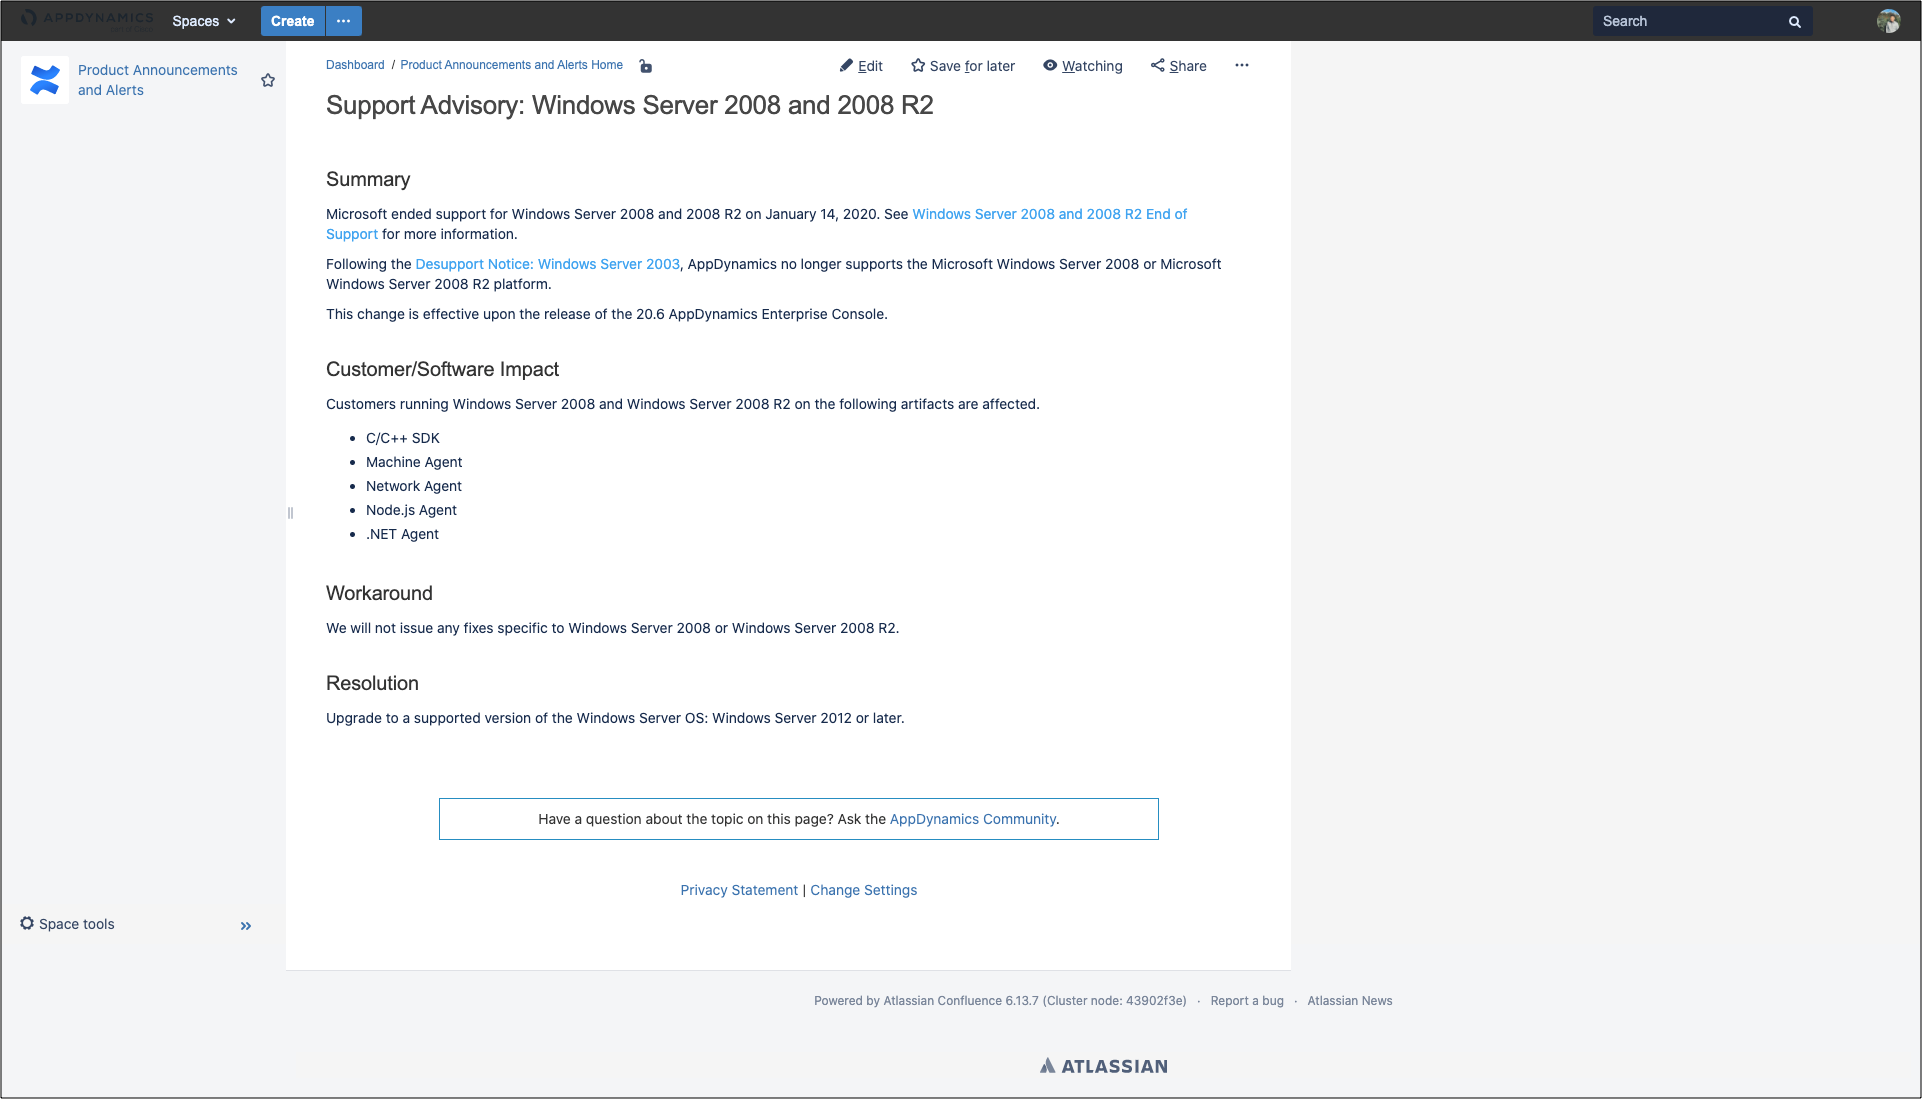 APPDYNAMICS
Spaces
Create
Search
Product Announcements
and Alerts
Dashboard / Product Announcements and Alerts Home
Edit
Save for later
Watching
Share
Support Advisory: Windows Server 2008 and 2008 R2
Summary
Microsoft ended support for Windows Server 2008 and 2008 R2 on January 14, 2020. See Windows Server 2008 and 2008 R2 End of
Support for more information.
Following the Desupport Notice: Windows Server 2003, AppDynamics no longer supports the Microsoft Windows Server 2008 or Microsoft
Windows Server 2008 R2 platform.
This change is effective upon the release of the 20.6 AppDynamics Enterprise Console.
Customer/Software Impact
Customers running Windows Server 2008 and Windows Server 2008 R2 on the following artifacts are affected.
• C/C++ SDK
• Machine Agent
• Network Agent
• Node.js Agent
• .NET Agent
Workaround
We will not issue any fixes specific to Windows Server 2008 or Windows Server 2008 R2.
Resolution
Upgrade to a supported version of the Windows Server OS: Windows Server 2012 or later.
Have a question about the topic on this page? Ask the AppDynamics Community.
Privacy Statement | Change Settings
Space tools
Powered by Atlassian Confluence 6.13.7 (Cluster node: 43902f3e) · Report a bug · Atlassian News
ATLASSIAN